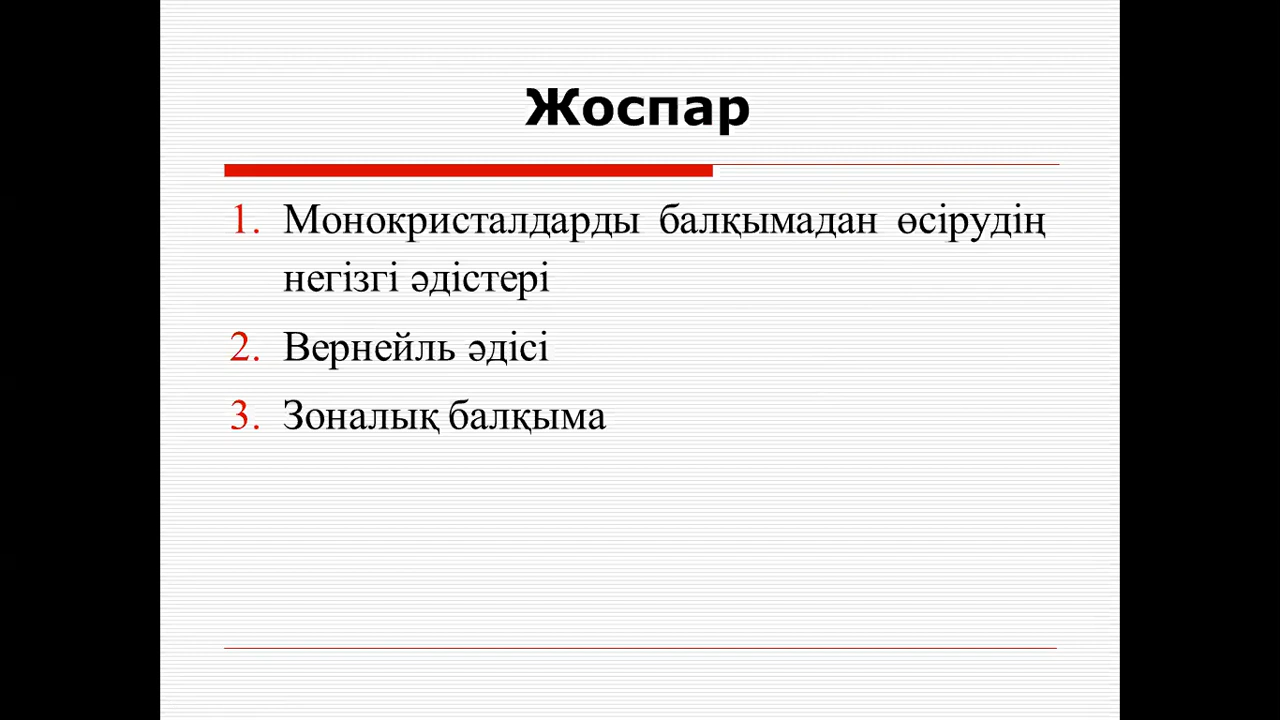 Жоспар
1. Монокристалдарды балқымадан өсірудің
негізгі әдістері
2. Вернейль әдісі
3. Зоналық балқыма